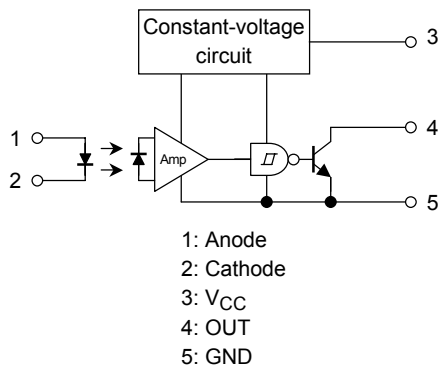 Constant-voltage
circuit
3
4
1
Amp
2
5
1: Anode
2: Cathode
3: VCC
4: OUT
5: GND